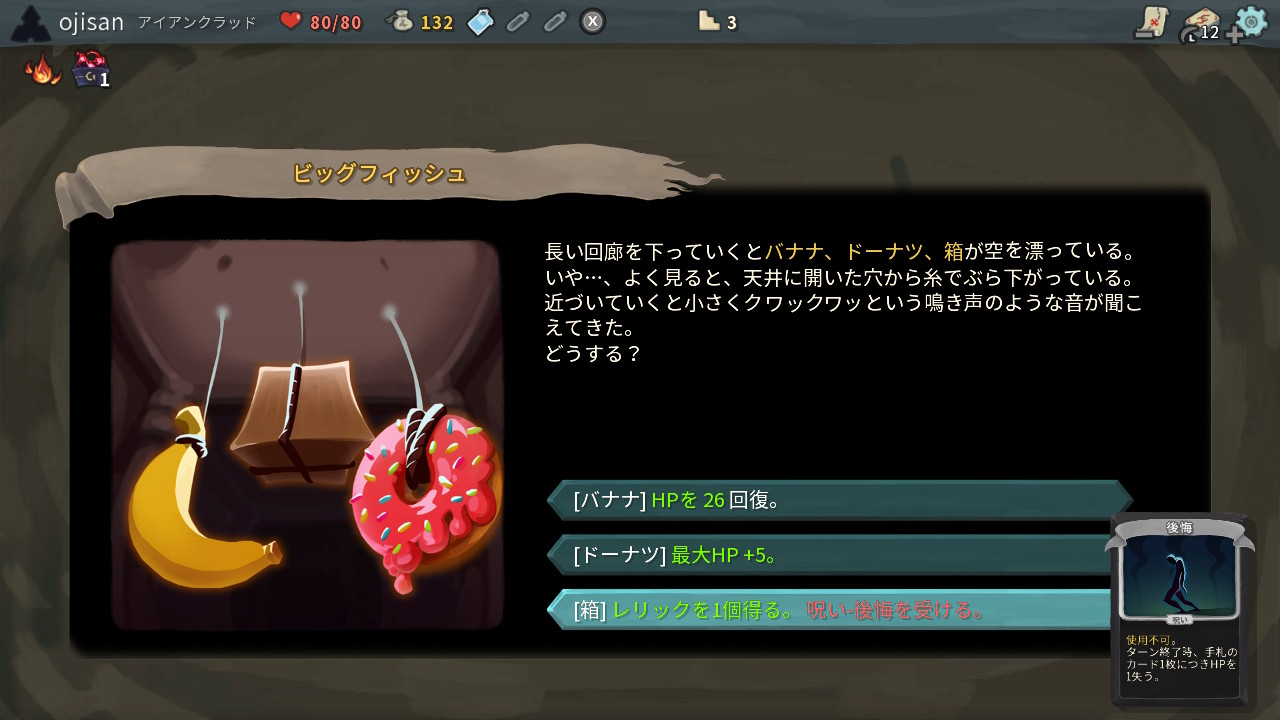 ojisan アイアンクラッド 80/80 132 X 3 12
1
ビッグフィッシュ
長い回廊を下っていくとバナナ、ドーナツ、箱が空を漂っている。
いや…、よく見ると、天井に開いた穴から糸でぶら下がっている。
近づいていくと小さくクワックワッという鳴き声のような音が聞こ
えてきた。
どうする？
[バナナ] HPを 26 回復。
[ドーナツ] 最大HP +5。
[箱] レリックを1個得る。 呪い-後悔を受ける。
後悔
呪い
使用不可。
ターン終了時、手札の
カード1枚につきHPを
1失う。